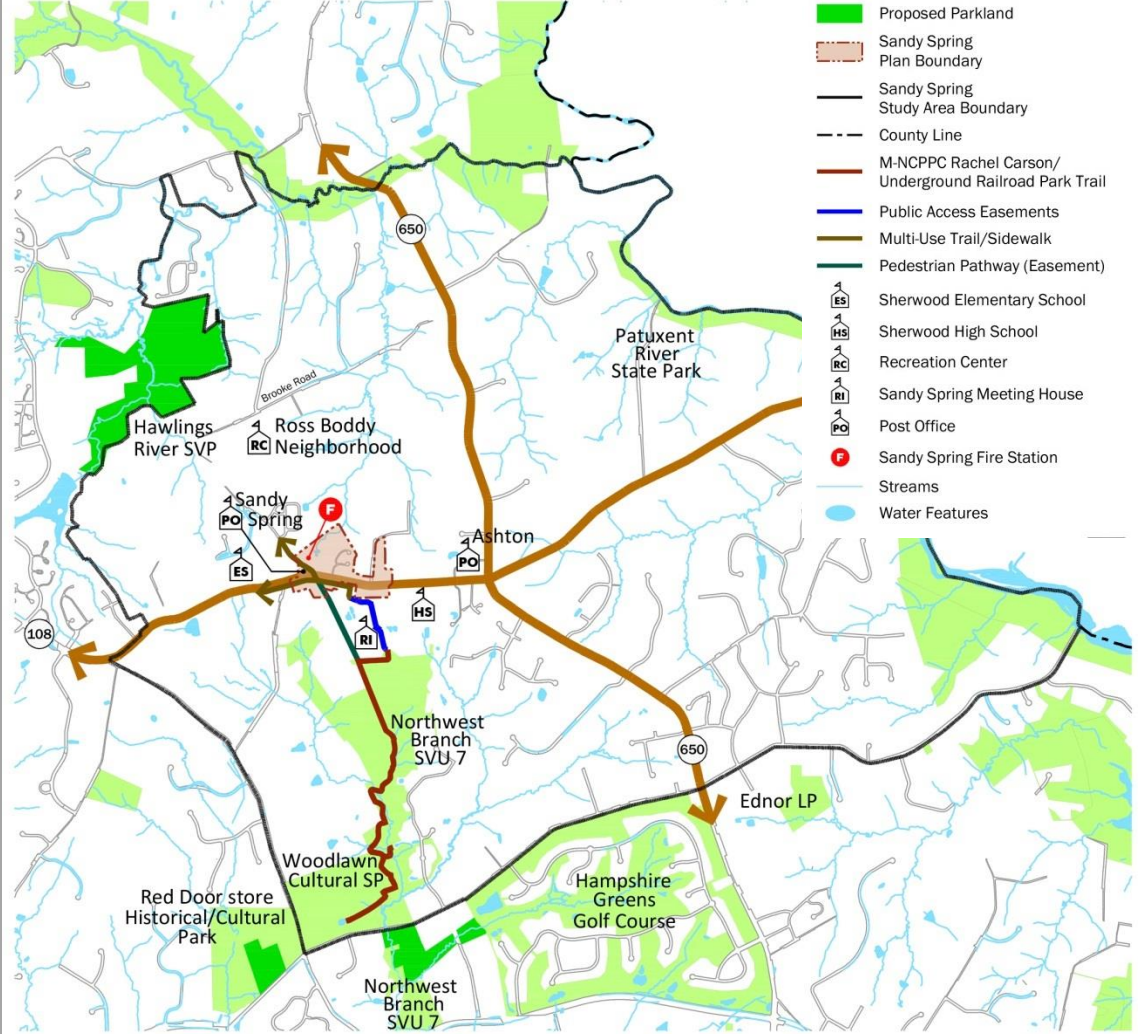 Proposed Parkland
Sandy Spring
Plan Boundary
Sandy Spring
Study Area Boundary
County Line
M-NCPPC Rachel Carson/
Underground Railroad Park Trail
Public Access Easements
Multi-Use Trail/Sidewalk
Pedestrian Pathway (Easement)
ES Sherwood Elementary School
HS Sherwood High School
RC Recreation Center
RI Sandy Spring Meeting House
PO Post Office
F Sandy Spring Fire Station
Streams
Water Features
650
Patuxent
River
State Park
Brooke Road
Hawlings
River SVP
RC
Ross Boddy
Neighborhood
Sandy
Spring
PO
F
Ashton
PO
ES
HS
RI
108
Northwest
Branch
SVU 7
650
Ednor LP
Woodlawn
Cultural SP
Red Door store
Historical/Cultural
Park
Hampshire
Greens
Golf Course
Northwest
Branch
SVU 7